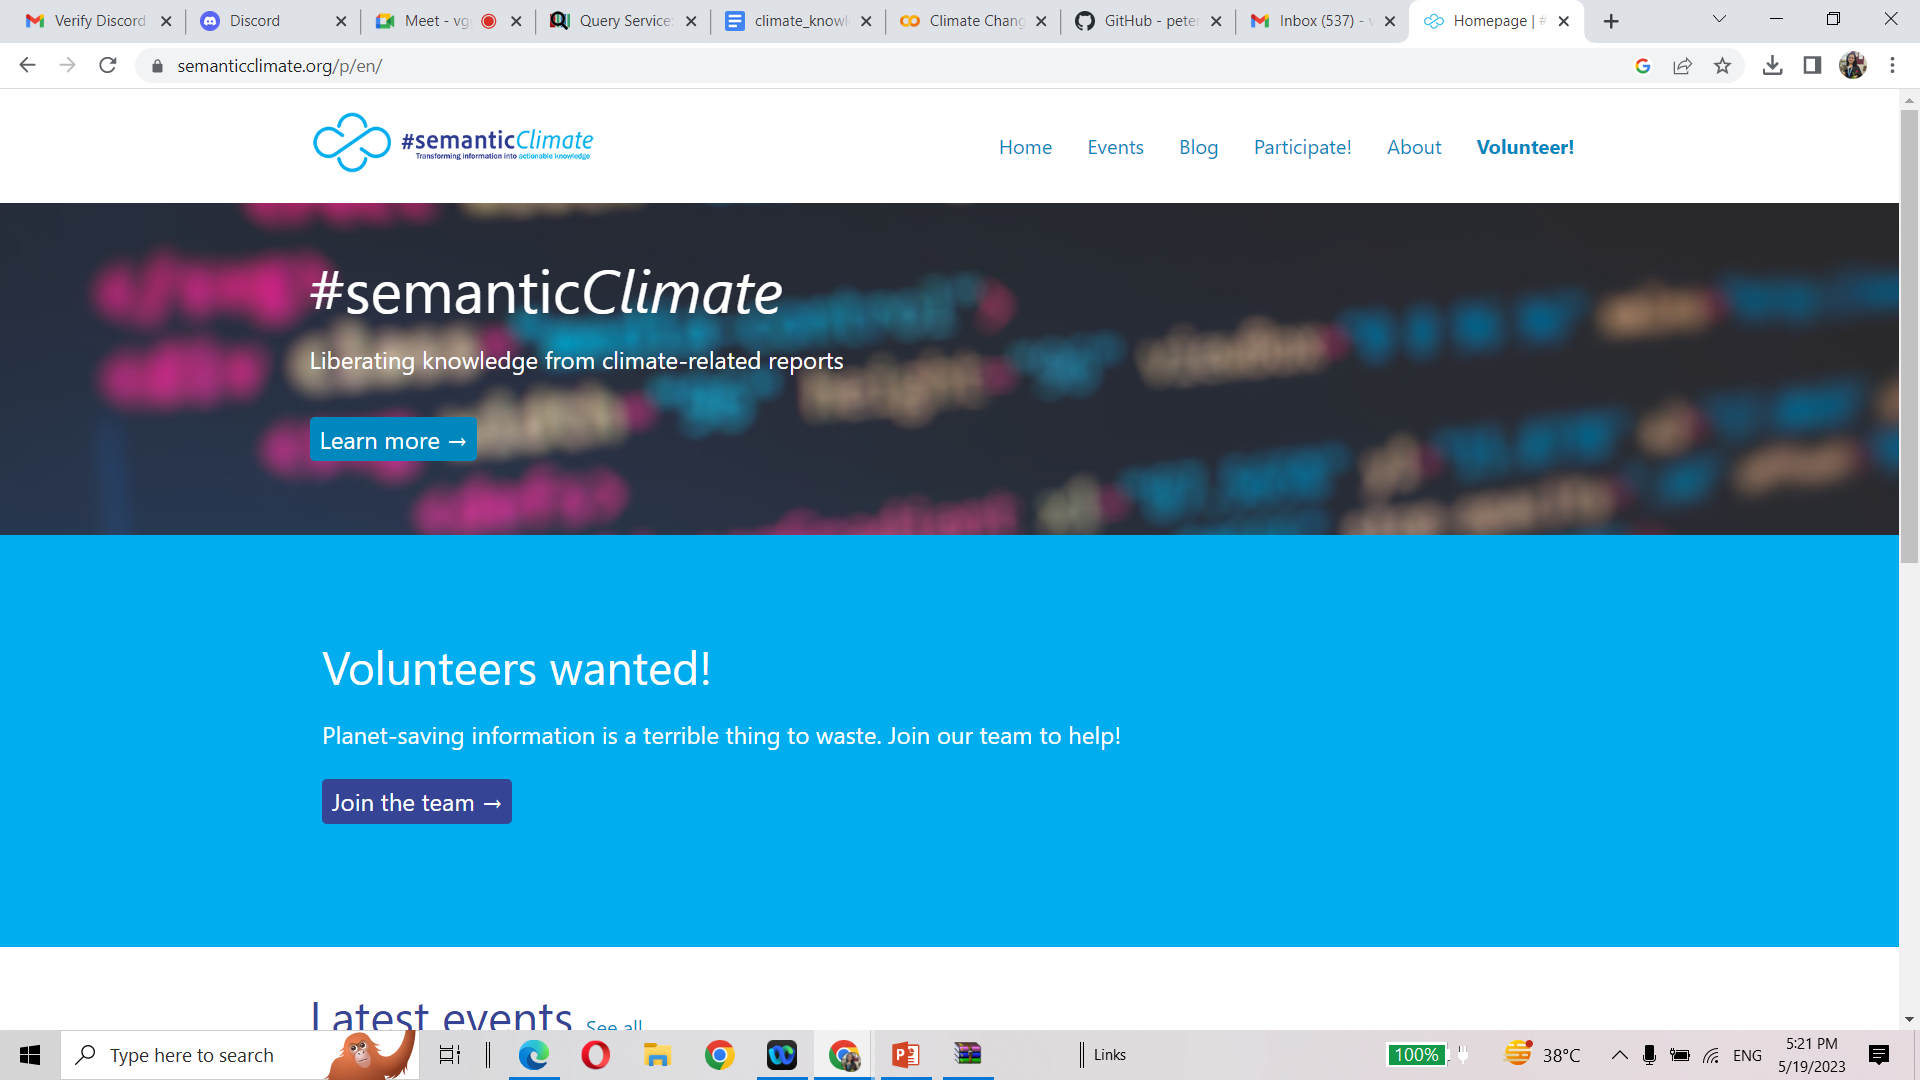 Verify Discord
Discord
Meet - vg
Query Service
climate_knowl
Climate Chang
GitHub - peter
Inbox (537) - v
Homepage | #
semanticclimate.org/p/en/
#semanticClimate
Transforming information into actionable knowledge
Home
Events
Blog
Participate!
About
Volunteer!
#semanticClimate
Liberating knowledge from climate-related reports
Learn more →
Volunteers wanted!
Planet-saving information is a terrible thing to waste. Join our team to help!
Join the team →
Latest events See all
Type here to search
Links
100%
38°C
ENG
5:21 PM
5/19/2023